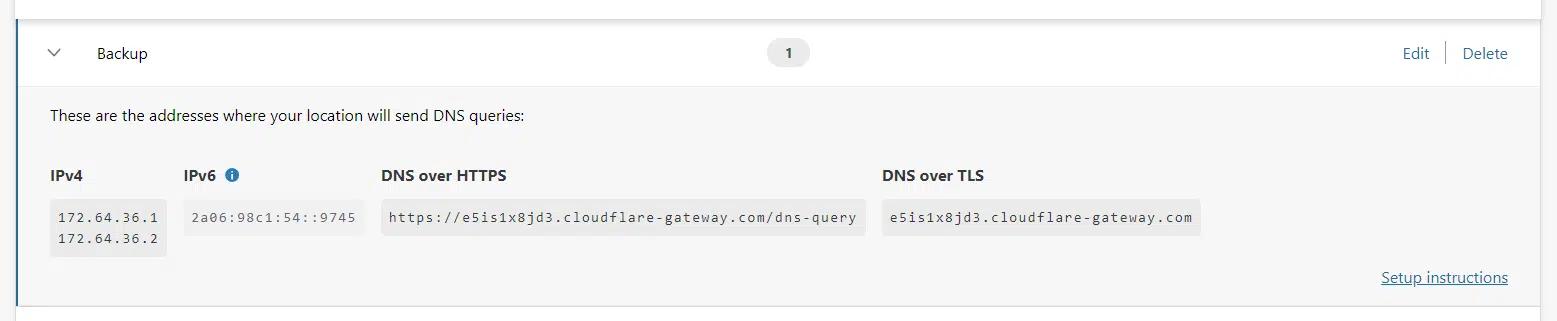 Backup 1 Edit Delete
These are the addresses where your location will send DNS queries:
IPv4 IPv6 DNS over HTTPS DNS over TLS
172.64.36.1 2a06:98c1:54::9745 https://e5is1x8jd3.cloudflare-gateway.com/dns-query e5is1x8jd3.cloudflare-gateway.com
172.64.36.2
Setup instructions